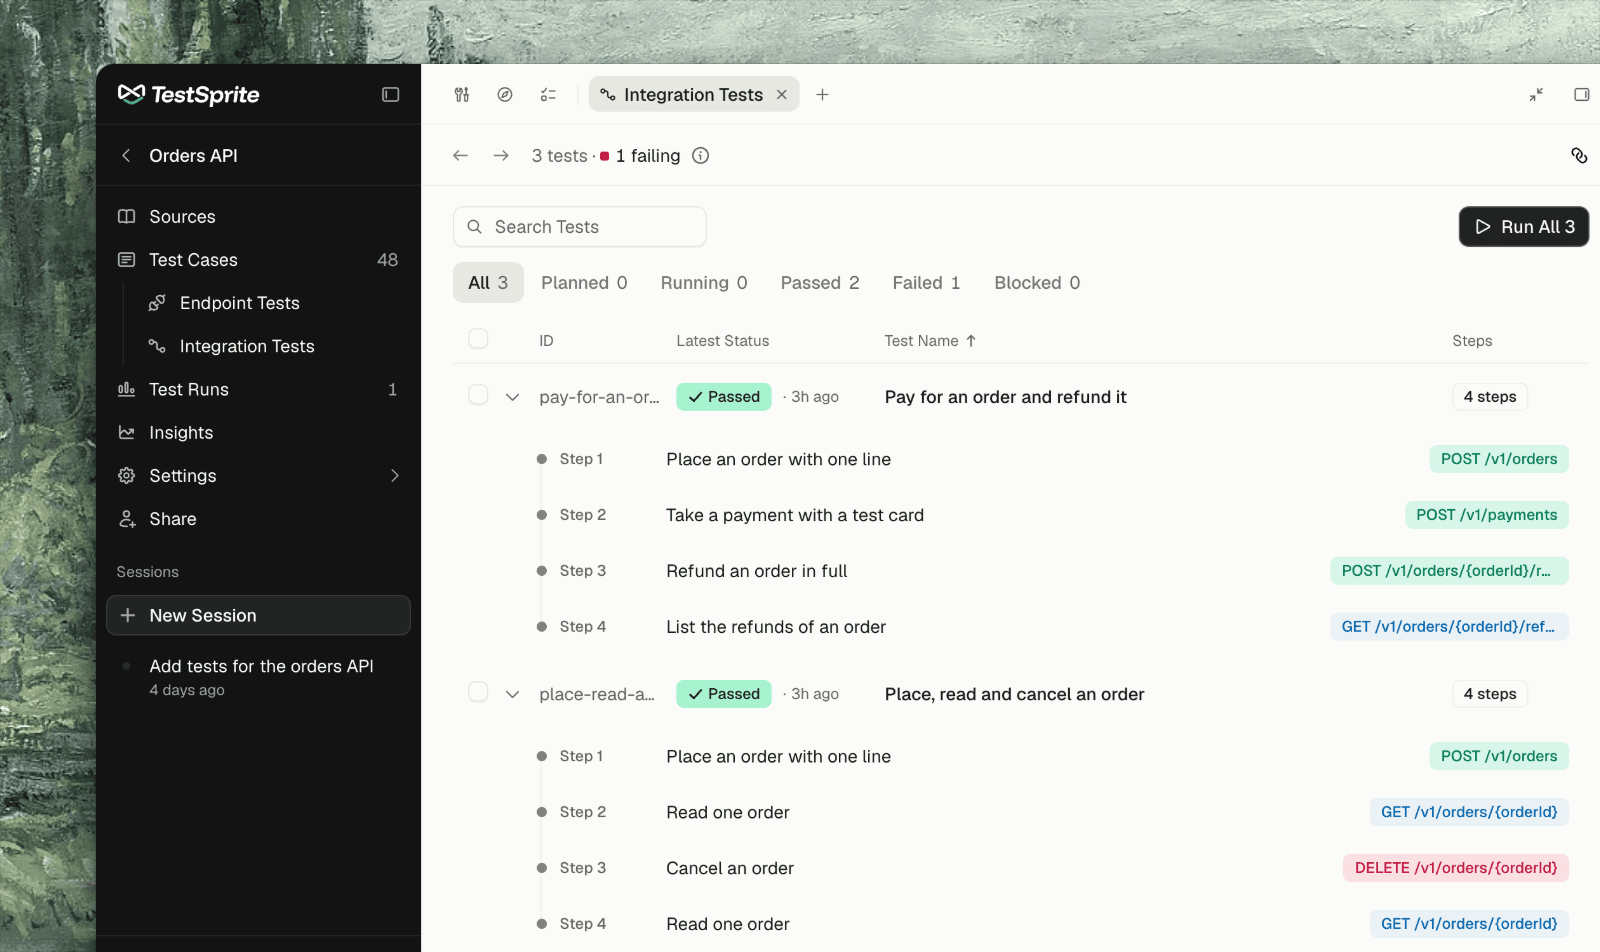 TestSprite
Integration Tests
Orders API
3 tests · 1 failing
Sources
Search Tests
Run All 3
Test Cases 48
All 3
Planned 0
Running 0
Passed 2
Failed 1
Blocked 0
Endpoint Tests
Integration Tests
ID
Latest Status
Test Name ↑
Steps
Test Runs 1
pay-for-an-or...
Passed
· 3h ago
Pay for an order and refund it
4 steps
Insights
Step 1
Place an order with one line
POST /v1/orders
Settings
Share
Step 2
Take a payment with a test card
POST /v1/payments
Sessions
Step 3
Refund an order in full
POST /v1/orders/{orderId}/r...
New Session
Step 4
List the refunds of an order
GET /v1/orders/{orderId}/ref...
Add tests for the orders API
4 days ago
place-read-a...
Passed
· 3h ago
Place, read and cancel an order
4 steps
Step 1
Place an order with one line
POST /v1/orders
Step 2
Read one order
GET /v1/orders/{orderId}
Step 3
Cancel an order
DELETE /v1/orders/{orderId}
Step 4
Read one order
GET /v1/orders/{orderId}